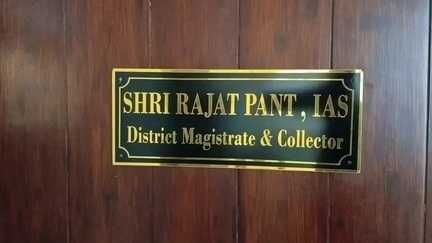 SHRI RAJAT PANT , IAS
District Magistrate & Collector